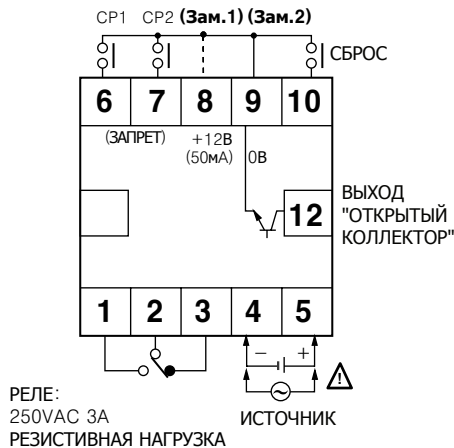 CP1 CP2 (Зам.1) (Зам.2)
СБРОС
6 7 8 9 10
(ЗАПРЕТ) +12В 0В
(50мА)
12
ВЫХОД
"ОТКРЫТЫЙ
КОЛЛЕКТОР"
1 2 3 4 5
− +
РЕЛЕ:
250VAC 3A
РЕЗИСТИВНАЯ НАГРУЗКА
ИСТОЧНИК